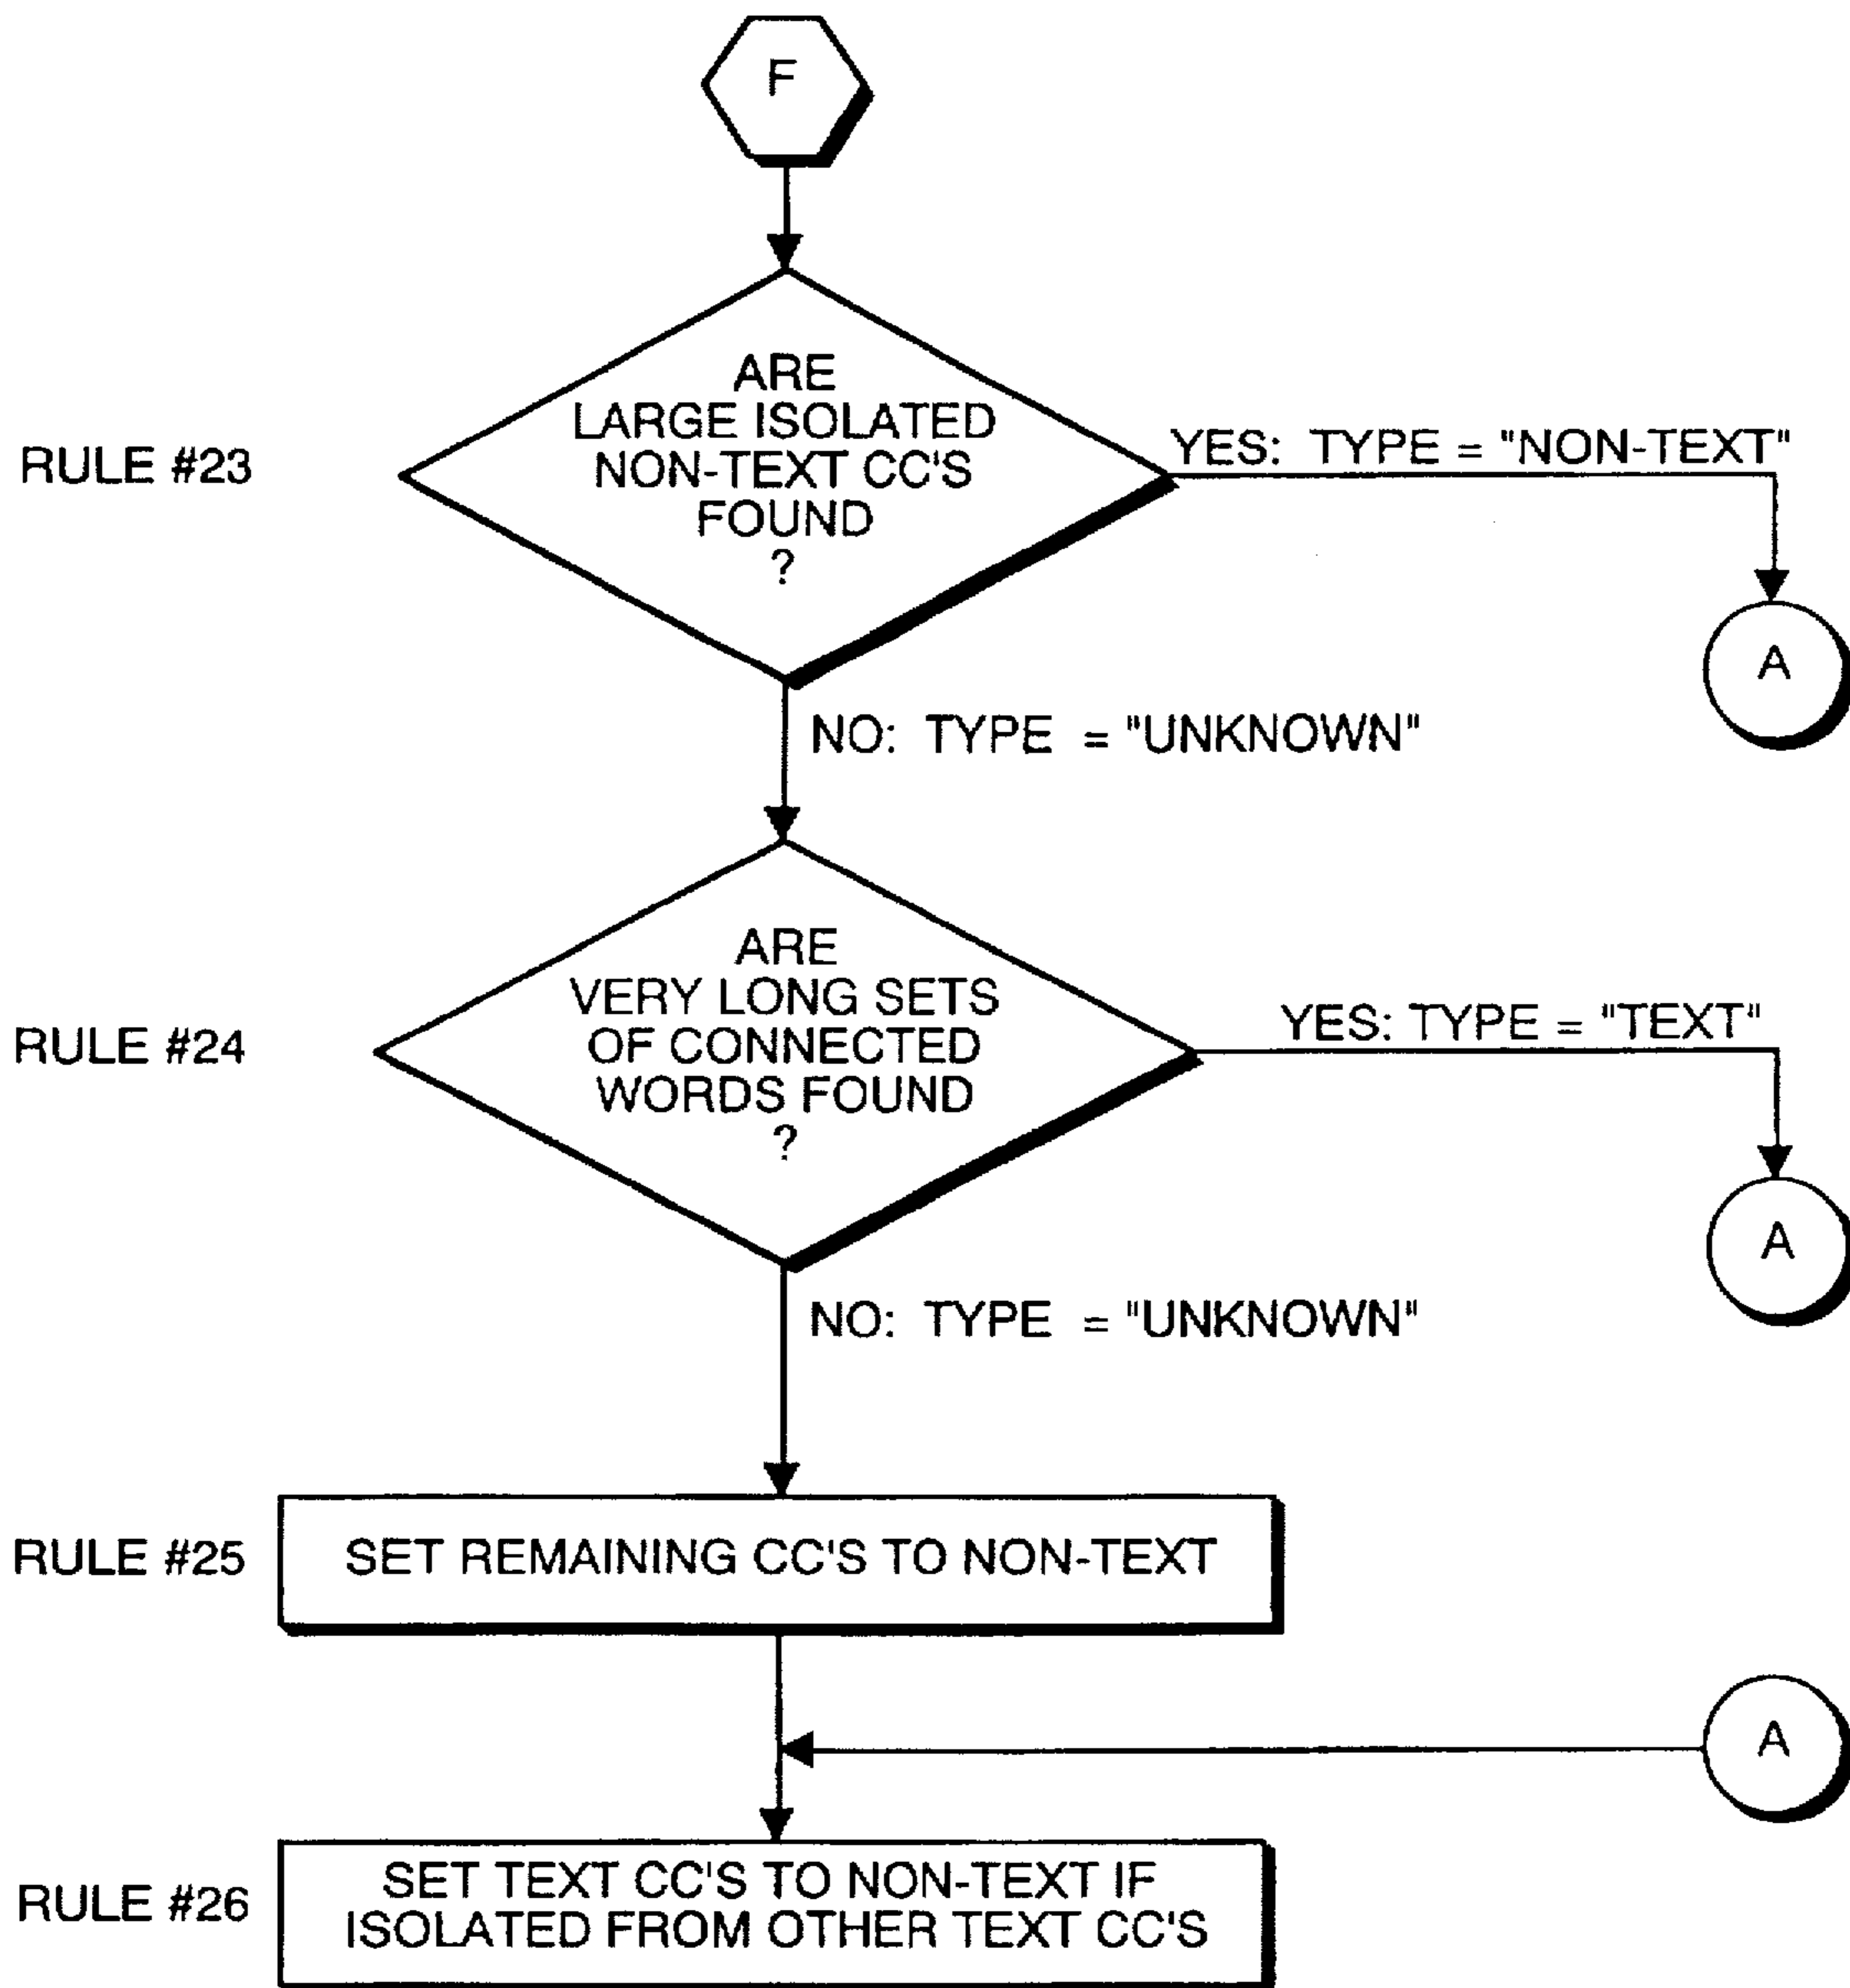 F
ARE
LARGE ISOLATED
NON-TEXT CC'S
FOUND
?
RULE #23
YES: TYPE = "NON-TEXT"
A
NO: TYPE = "UNKNOWN"
ARE
VERY LONG SETS
OF CONNECTED
WORDS FOUND
?
RULE #24
YES: TYPE = "TEXT"
A
NO: TYPE = "UNKNOWN"
RULE #25
SET REMAINING CC'S TO NON-TEXT
A
RULE #26
SET TEXT CC'S TO NON-TEXT IF
ISOLATED FROM OTHER TEXT CC'S